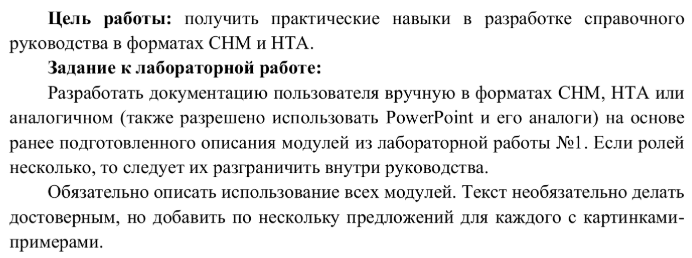 Цель работы: получить практические навыки в разработке справочного
руководства в форматах CHM и HTA.
Задание к лабораторной работе:
Разработать документацию пользователя вручную в форматах CHM, HTA или
аналогичном (также разрешено использовать PowerPoint и его аналоги) на основе
ранее подготовленного описания модулей из лабораторной работы №1. Если ролей
несколько, то следует их разграничить внутри руководства.
Обязательно описать использование всех модулей. Текст необязательно делать
достоверным, но добавить по нескольку предложений для каждого с картинками-
примерами.